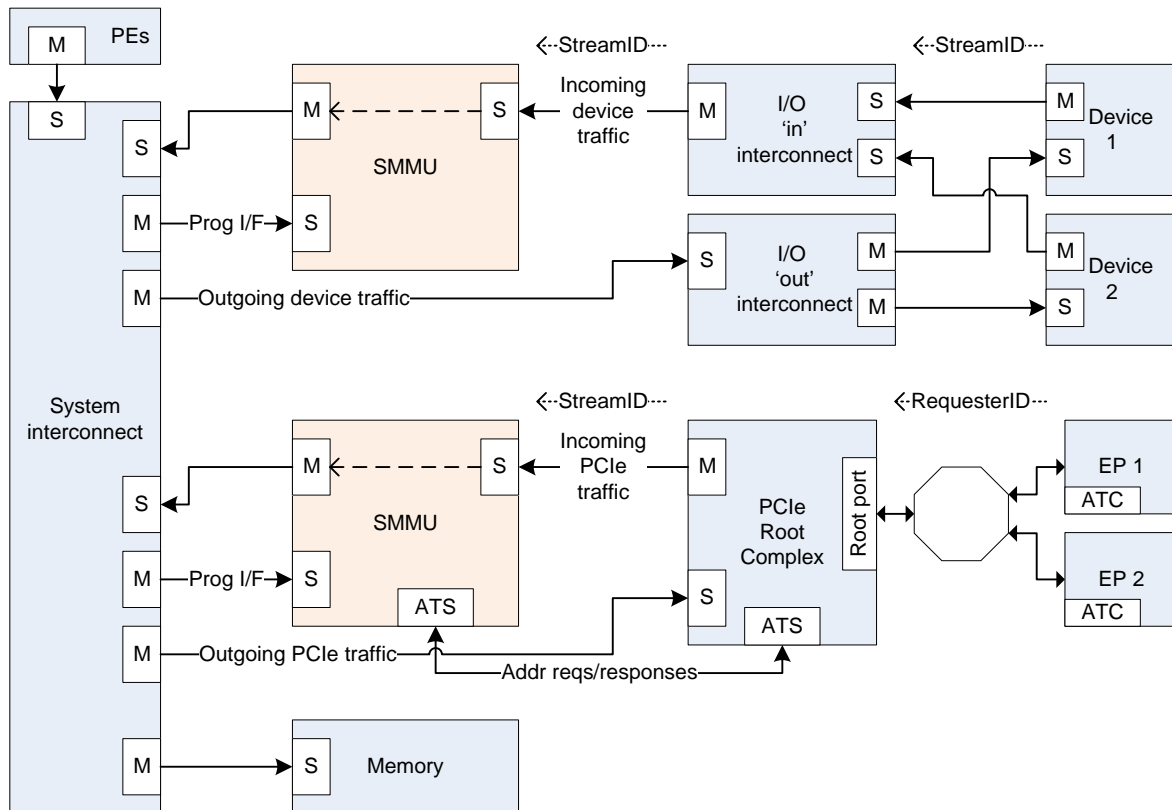 PEs
M
S
StreamID
StreamID
S
M
Incoming
device
traffic
M
S
SMMU
M
I/O
‘in’
interconnect
S
S
M
S
Device
1
M
Prog I/F
S
M
Outgoing device traffic
S
I/O
‘out’
interconnect
M
M
M
S
Device
2
System
interconnect
StreamID
RequesterID
S
M
S
SMMU
Incoming
PCIe
traffic
M
PCIe
Root
Complex
Root port
EP 1
ATC
EP 2
ATC
M
Prog I/F
S
ATS
M
Outgoing PCIe traffic
S
ATS
Addr reqs/responses
M
S
Memory